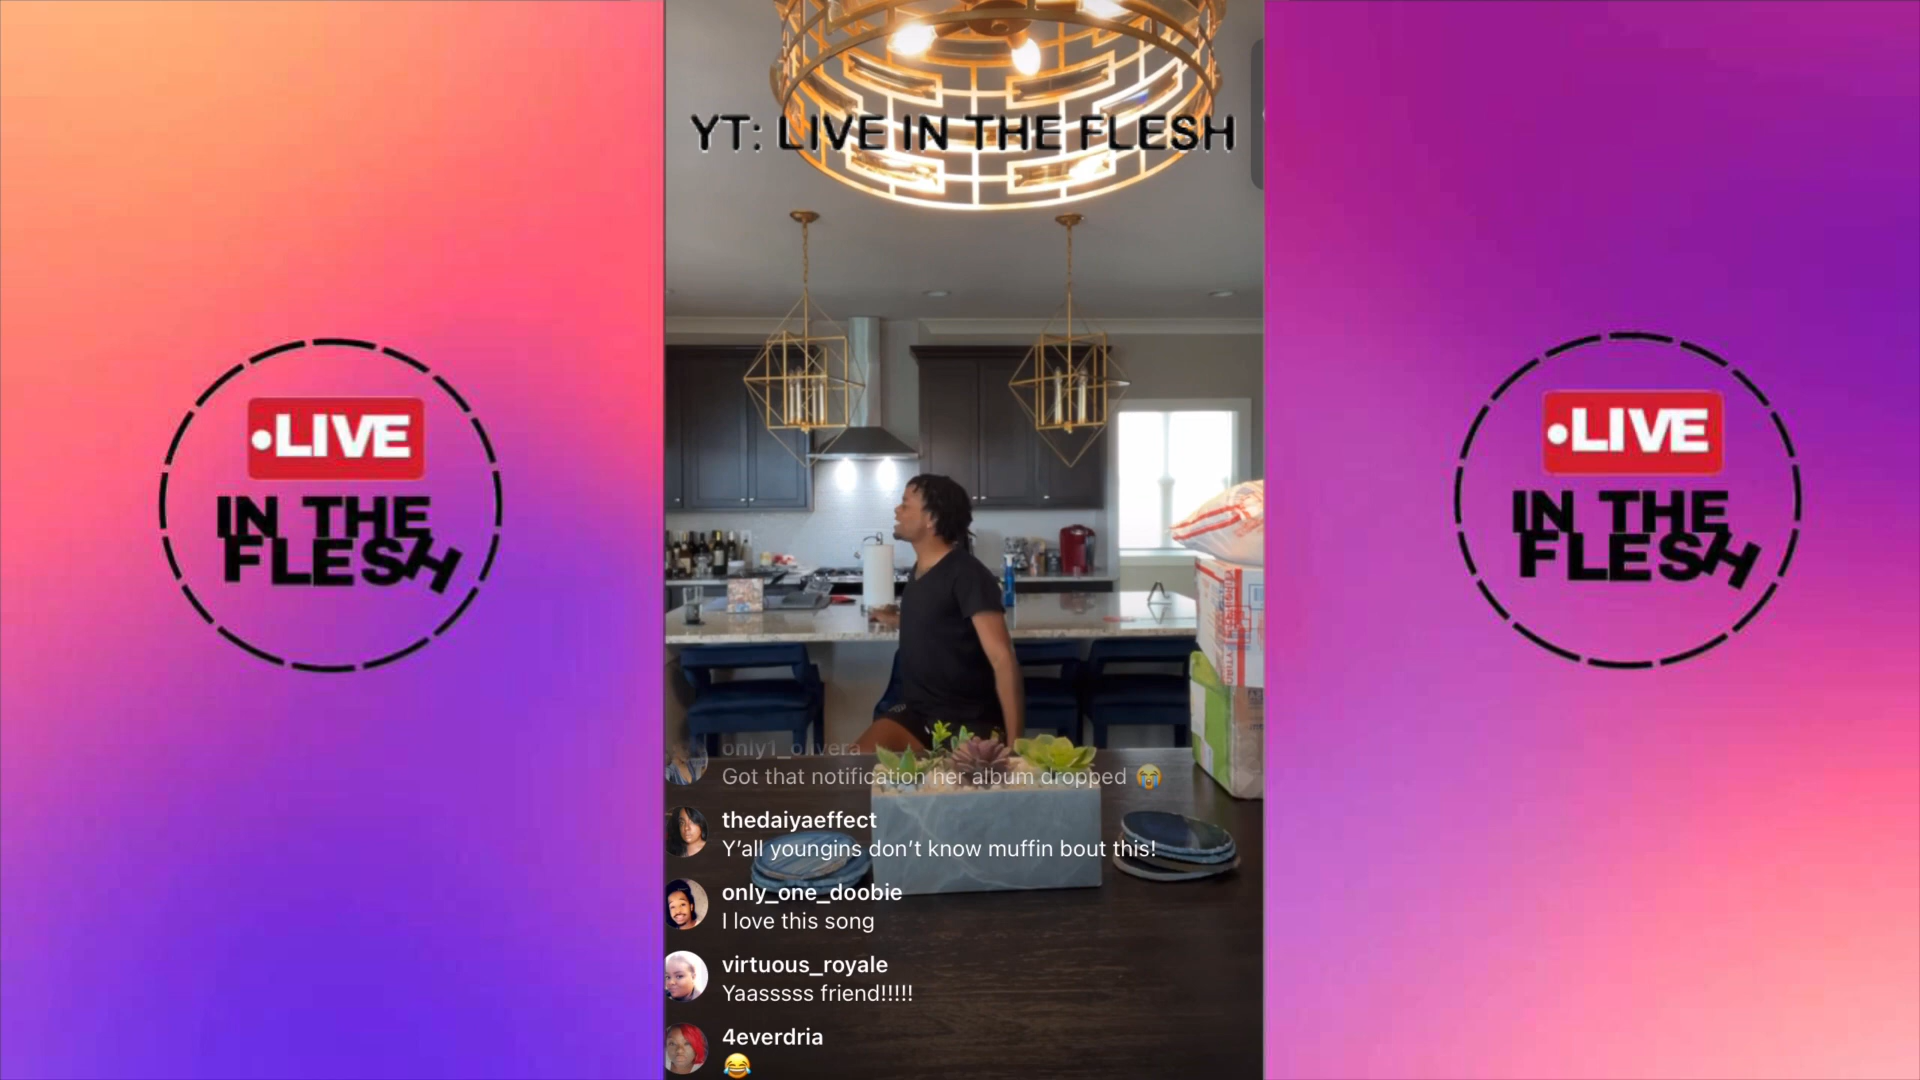 YT: LIVE IN THE FLESH
LIVE
IN THE
FLESH
LIVE
IN THE
FLESH
only1_olivera
Got that notification her album dropped 😭
thedaiyaeffect
Y’all youngins don’t know muffin bout this!
only_one_doobie
I love this song
virtuous_royale
Yaasssss friend!!!!!
4everdria
😂